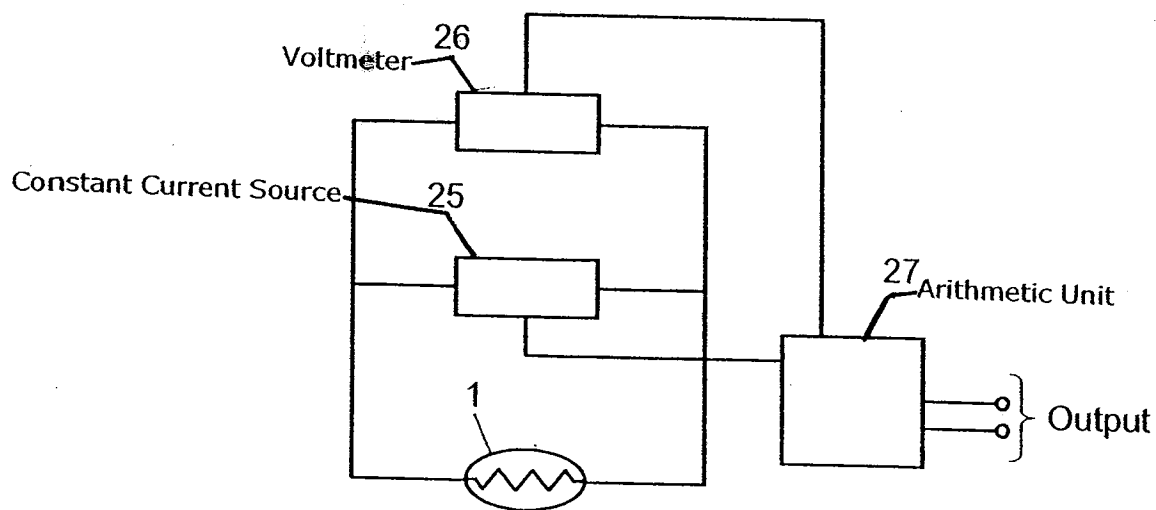 26
Voltmeter
Constant Current Source
25
27
Arithmetic Unit
1
Output